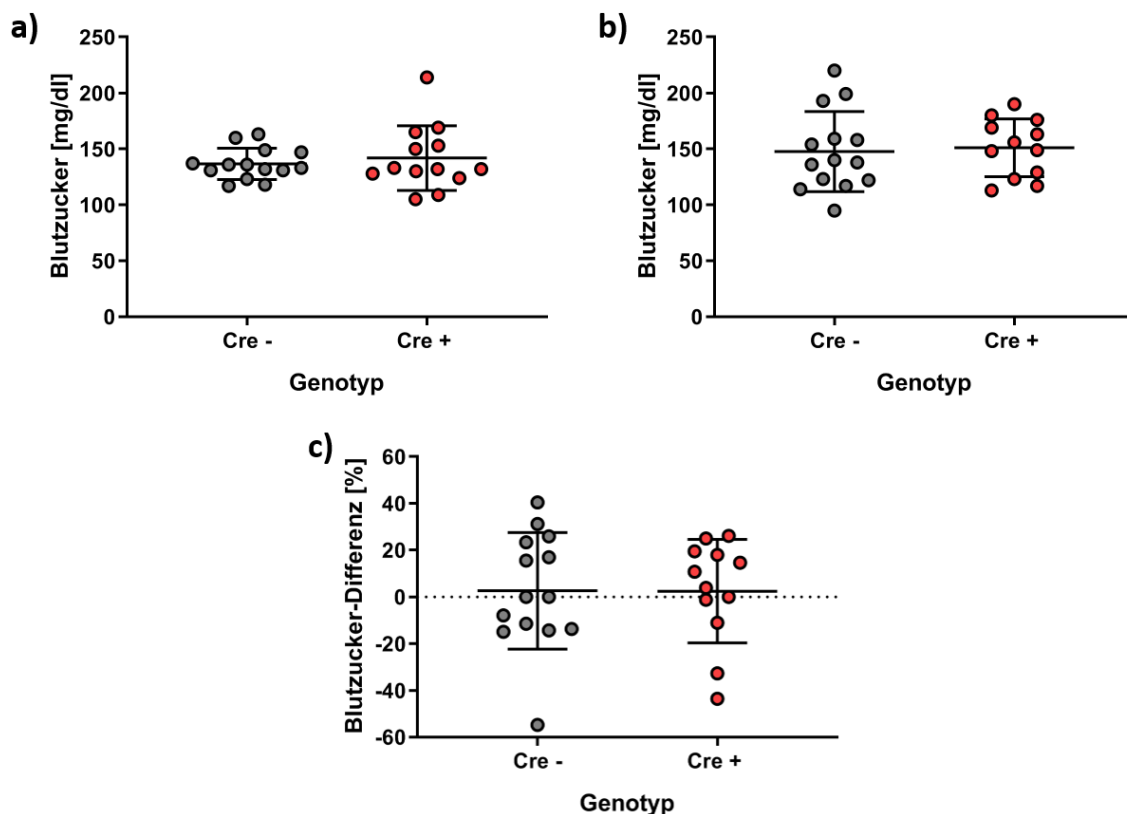 a)
Blutzucker [mg/dl]
250
200
150
100
50
0
Cre -
Cre +
Genotyp
b)
Blutzucker [mg/dl]
250
200
150
100
50
0
Cre -
Cre +
Genotyp
c)
Blutzucker-Differenz [%]
60
40
20
0
-20
-40
-60
Cre -
Cre +
Genotyp